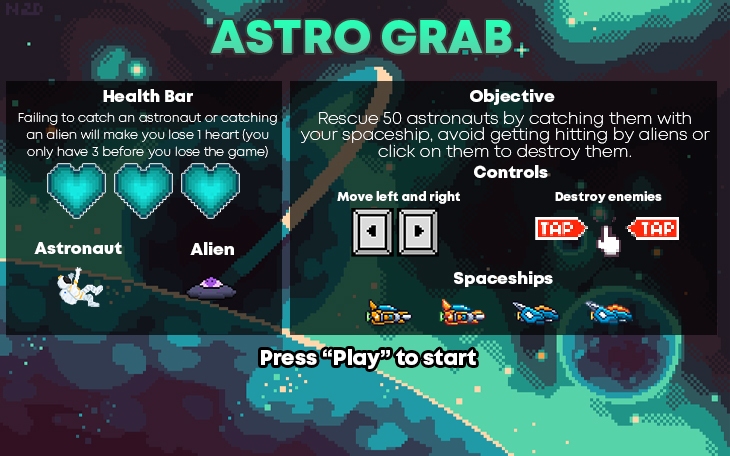 ASTRO GRAB
Health Bar
Failing to catch an astronaut or catching
an alien will make you lose 1 heart (you
only have 3 before you lose the game)
Astronaut
Alien
Objective
Rescue 50 astronauts by catching them with
your spaceship, avoid getting hitting by aliens or
click on them to destroy them.
Controls
Move left and right
Destroy enemies
TAP
TAP
Spaceships
Press “Play” to start